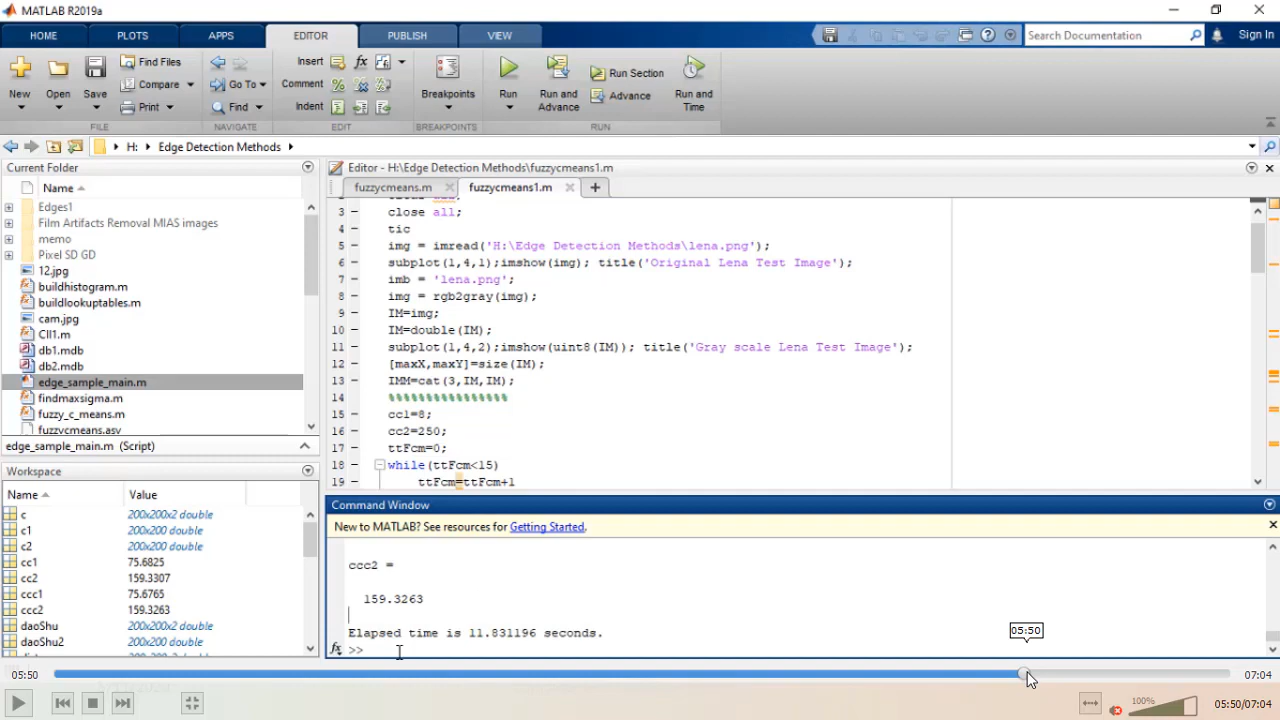 MATLAB R2019a
HOME PLOTS APPS EDITOR PUBLISH VIEW Search Documentation Sign In
New Open Save Find Files Compare Print
FILE
Go To Find
NAVIGATE
Insert fx
Comment %
Indent
EDIT
Breakpoints
BREAKPOINTS
Run Run and Advance Run Section Advance Run and Time
RUN
H: Edge Detection Methods
Current Folder
Name
Edges1
Film Artifacts Removal MIAS images
memo
Pixel SD GD
12.jpg
buildhistogram.m
buildlookuptables.m
cam.jpg
db1.mdb
db2.mdb
edge_sample_main.m
findmaxsigma.m
fuzzy_c_means.m
fuzzycmeans.asv
edge_sample_main.m (Script)
Workspace
Name Value
c 200x200x2 double
c1 200x200 double
c2 200x200 double
cc1 75.6825
cc2 159.3307
ccc1 75.6765
ccc2 159.3263
daoShu 200x200x2 double
daoShu2 200x200 double
Editor - H:\Edge Detection Methods\fuzzycmeans1.m
fuzzycmeans.m fuzzycmeans1.m
3 close all;
4 tic
5 img = imread('H:\Edge Detection Methods\lena.png');
6 subplot(1,4,1);imshow(img); title('Original Lena Test Image');
7 imb = 'lena.png';
8 img = rgb2gray(img);
9 IM=img;
10 IM=double(IM);
11 subplot(1,4,2);imshow(uint8(IM)); title('Gray scale Lena Test Image');
12 [maxX,maxY]=size(IM);
13 IMM=cat(3,IM,IM);
14 %%%%%%%%%%%%%%%%
15 cc1=8;
16 cc2=250;
17 ttFcm=0;
18 while(ttFcm<15)
19 ttFcm=ttFcm+1
Command Window
New to MATLAB? See resources for Getting Started.
ccc2 =
159.3263
Elapsed time is 11.831196 seconds.
fx >>
05:50
05:50 07:04
100% 05:50/07:04